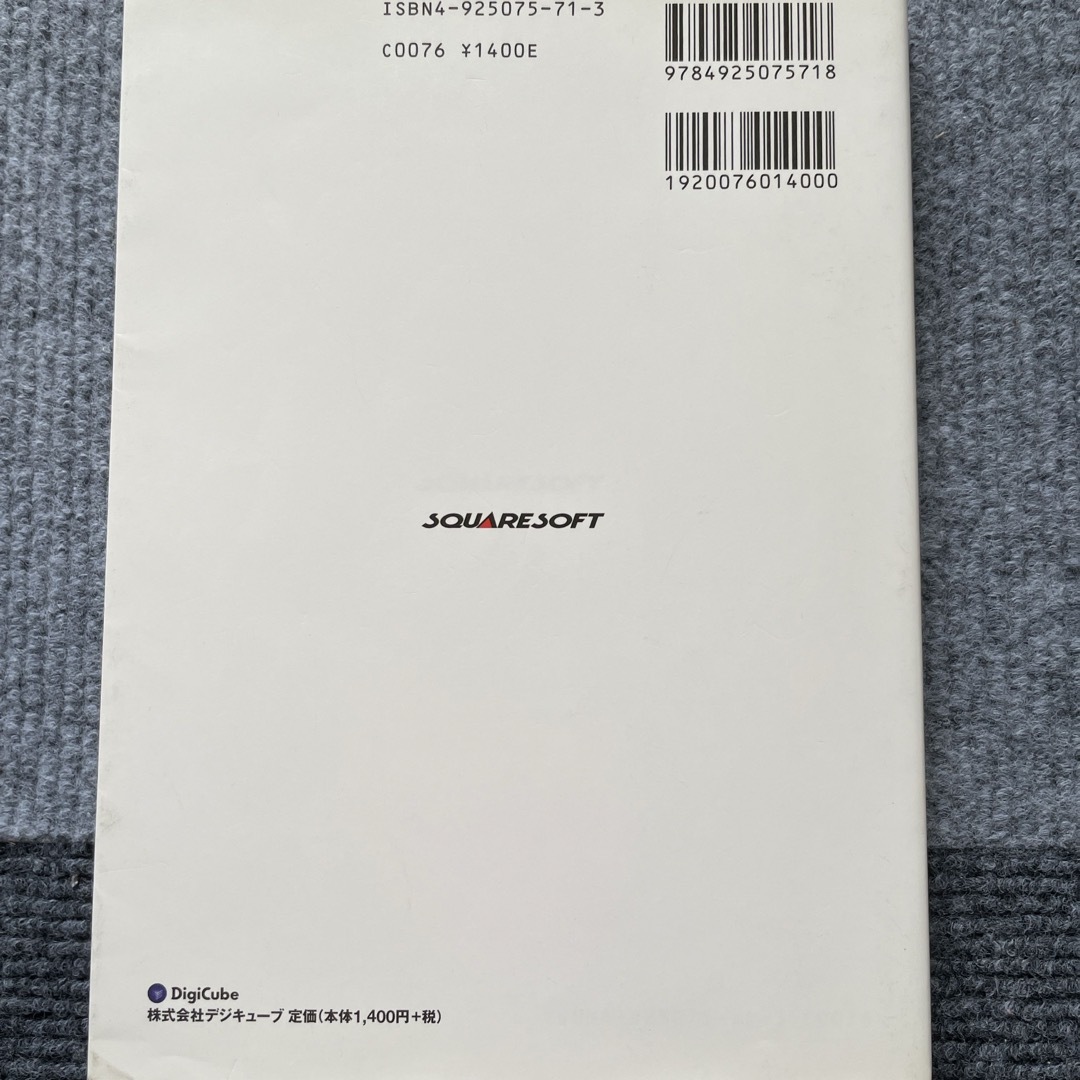 ISBN4-925075-71-3
C0076 ¥1400E
9784925075718
1920076014000
SQUARESOFT
DigiCube
株式会社デジキューブ 定価(本体1,400円+税)